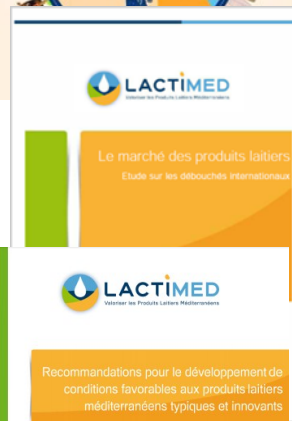 LACTIMED
Valoriser les Produits Laitiers Méditerranéens
Le marché des produits laitiers
Etude sur les débouchés internationaux
LACTIMED
Valoriser les Produits Laitiers Méditerranéens
Recommandations pour le développement de
conditions favorables aux produits laitiers
méditerranéens typiques et innovants